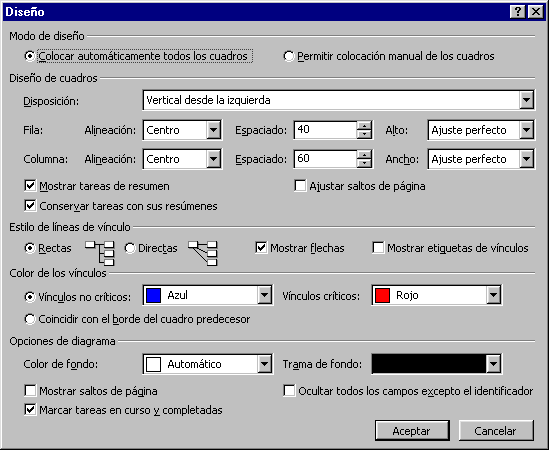 Diseño
Modo de diseño
Colocar automáticamente todos los cuadros Permitir colocación manual de los cuadros
Diseño de cuadros
Disposición: Vertical desde la izquierda
Fila: Alineación: Centro Espaciado: 40 Alto: Ajuste perfecto
Columna: Alineación: Centro Espaciado: 60 Ancho: Ajuste perfecto
Mostrar tareas de resumen Ajustar saltos de página
Conservar tareas con sus resúmenes
Estilo de líneas de vínculo
Rectas Directas Mostrar flechas Mostrar etiquetas de vínculos
Color de los vínculos
Vínculos no críticos: Azul Vínculos críticos: Rojo
Coincidir con el borde del cuadro predecesor
Opciones de diagrama
Color de fondo: Automático Trama de fondo:
Mostrar saltos de página Ocultar todos los campos excepto el identificador
Marcar tareas en curso y completadas
Aceptar Cancelar